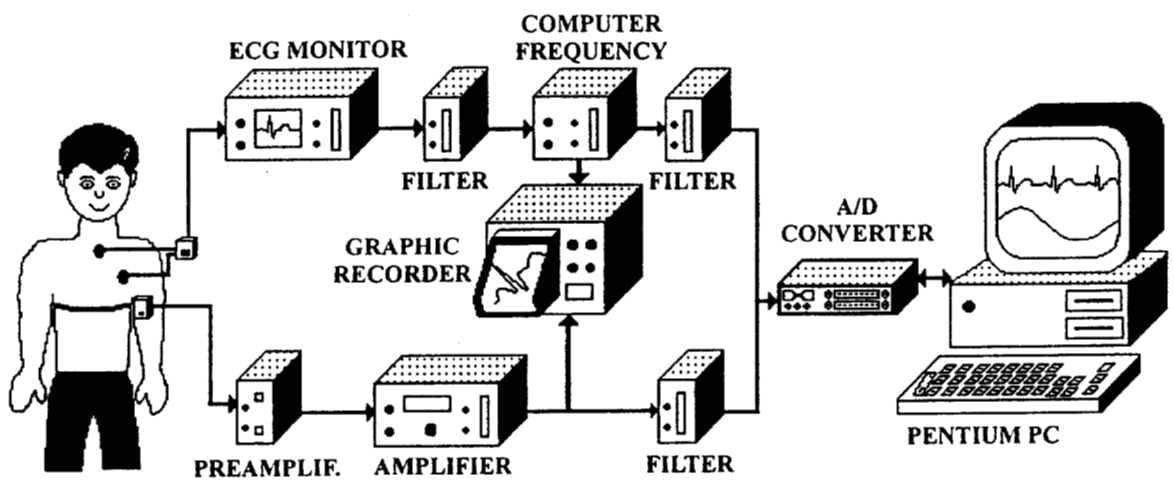 COMPUTER
FREQUENCY
ECG MONITOR
FILTER
FILTER
GRAPHIC
RECORDER
A/D
CONVERTER
PREAMPLIF.
AMPLIFIER
FILTER
PENTIUM PC